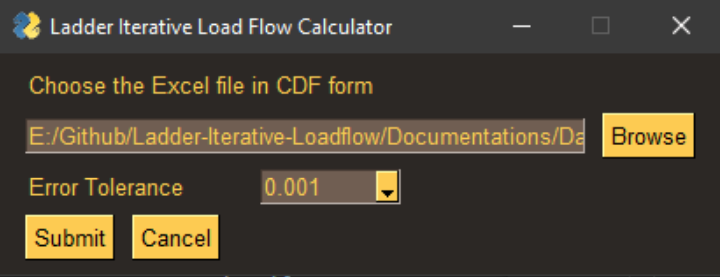 Ladder Iterative Load Flow Calculator
Choose the Excel file in CDF form
E:/Github/Ladder-Iterative-Loadflow/Documentations/Da Browse
Error Tolerance 0.001
Submit Cancel